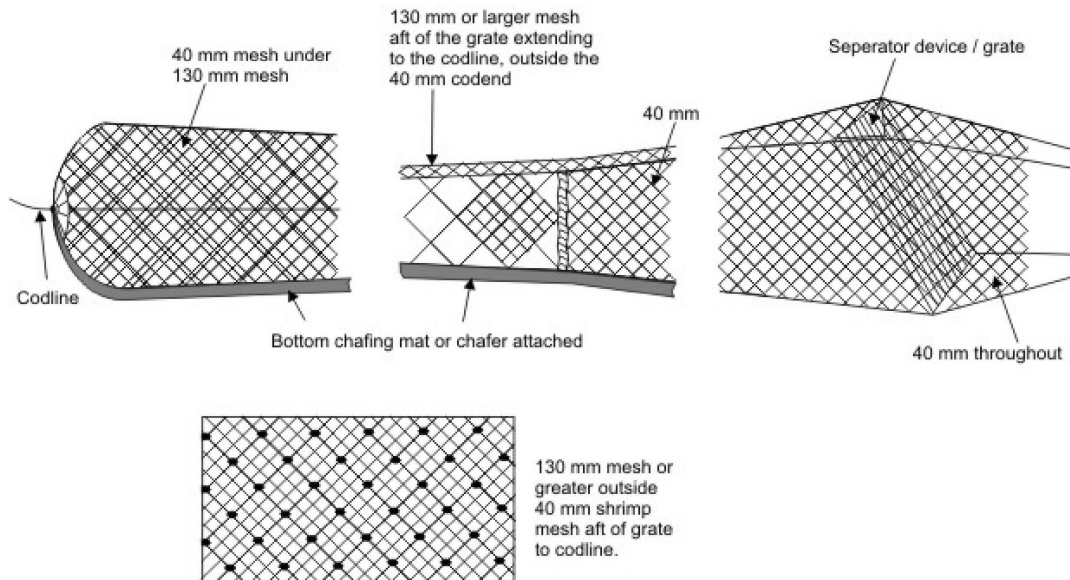 40 mm mesh under
130 mm mesh
130 mm or larger mesh
aft of the grate extending
to the codline, outside the
40 mm codend
40 mm
Seperator device / grate
Codline
Bottom chafing mat or chafer attached
40 mm throughout
130 mm mesh or
greater outside
40 mm shrimp
mesh aft of grate
to codline.